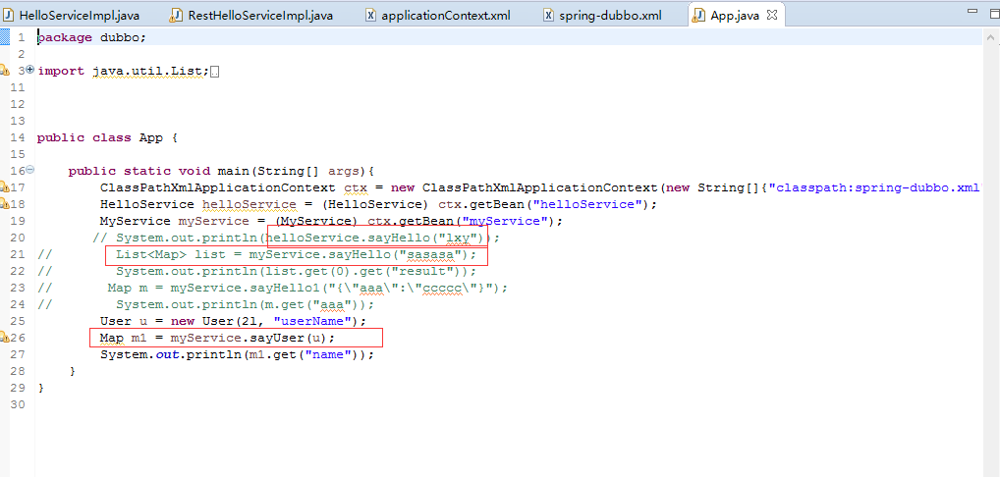 HelloServiceImpl.java RestHelloServiceImpl.java applicationContext.xml spring-dubbo.xml App.java
1 package dubbo;
2
3 import java.util.List;
11
12
13
14 public class App {
15
16 public static void main(String[] args){
17 ClassPathXmlApplicationContext ctx = new ClassPathXmlApplicationContext(new String[]{"classpath:spring-dubbo.xml
18 HelloService helloService = (HelloService) ctx.getBean("helloService");
19 MyService myService = (MyService) ctx.getBean("myService");
20 // System.out.println(helloService.sayHello("lxy"));
21 // List<Map> list = myService.sayHello("sasasa");
22 // System.out.println(list.get(0).get("result"));
23 // Map m = myService.sayHello1("{\"aaa\":\"ccccc\"}");
24 // System.out.println(m.get("aaa"));
25 User u = new User(2l, "userName");
26 Map m1 = myService.sayUser(u);
27 System.out.println(m1.get("name"));
28 }
29 }
30